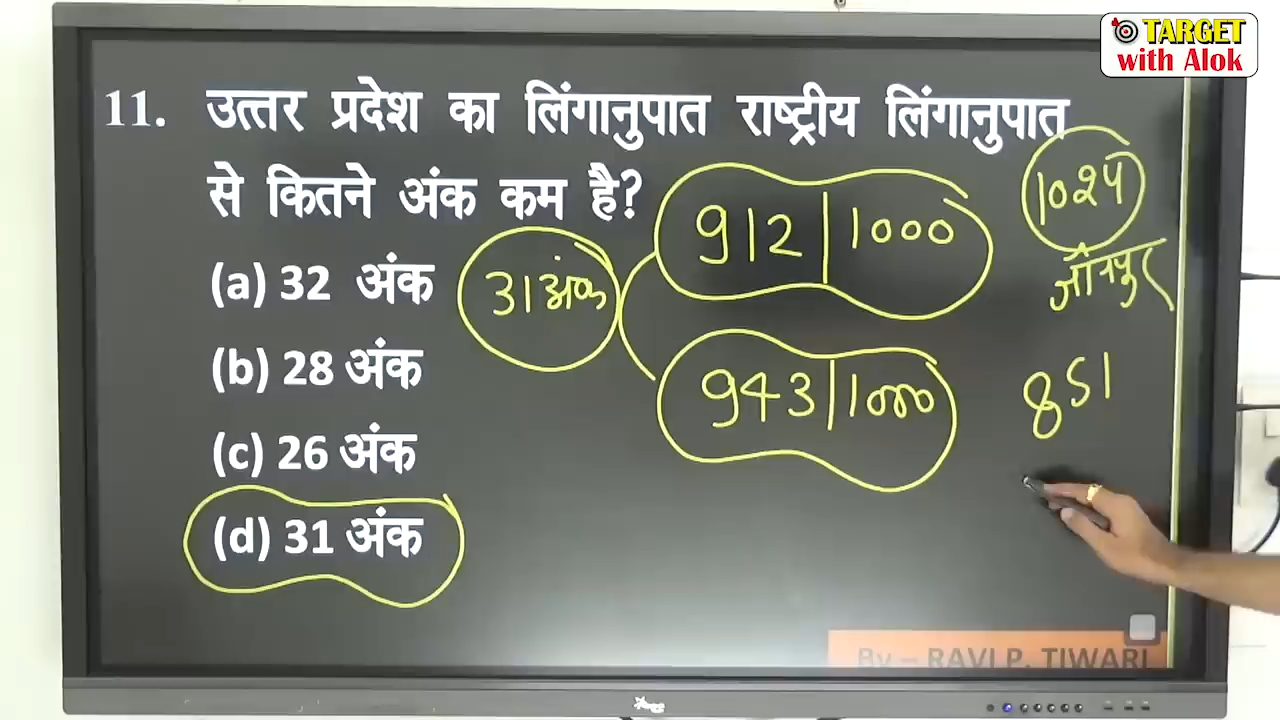 TARGET
with Alok
11. उत्तर प्रदेश का लिंगानुपात राष्ट्रीय लिंगानुपात
से कितने अंक कम है?
(a) 32 अंक
(b) 28 अंक
(c) 26 अंक
(d) 31 अंक
31 अंक
912 | 1000
943 | 1000
1024
जौनपुर
851
By – RAVI P. TIWARI